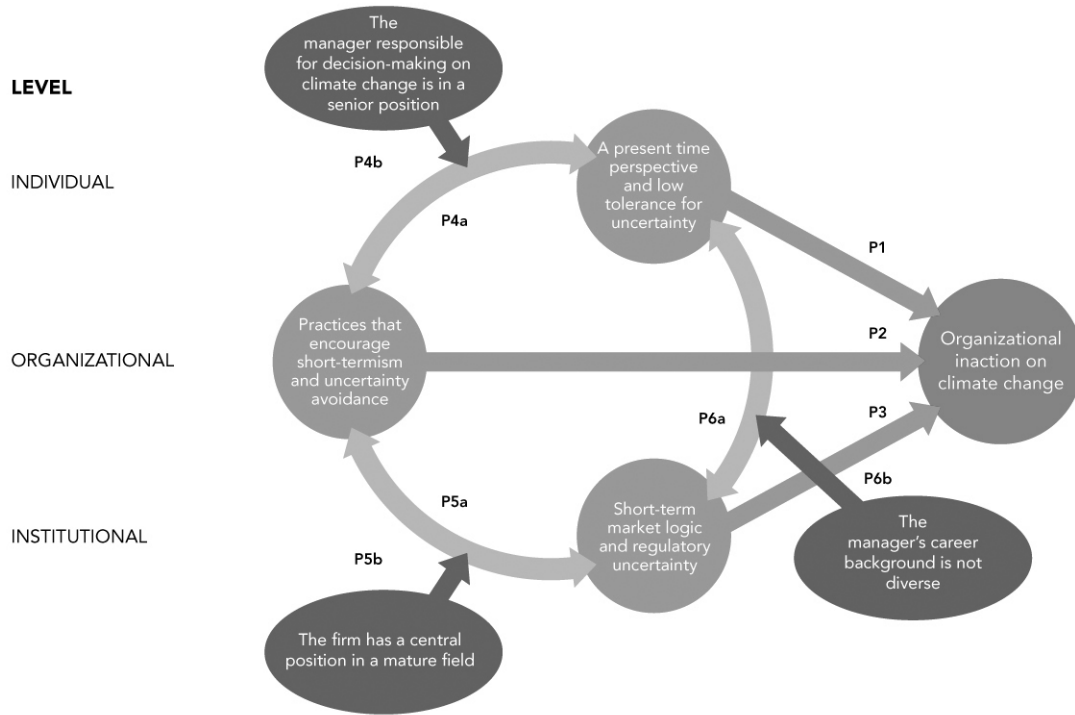 LEVEL
INDIVIDUAL
ORGANIZATIONAL
INSTITUTIONAL
The
manager responsible
for decision-making on
climate change is in a
senior position
P4b
P4a
A present time
perspective
and low
tolerance for
uncertainty
P1
Practices that
encourage
short-termism
and uncertainty
avoidance
P2
Organizational
inaction on
climate change
P3
P6a
P6b
P5a
P5b
Short-term
market logic
and regulatory
uncertainty
The
manager's career
background is not
diverse
The firm has a central
position in a mature field